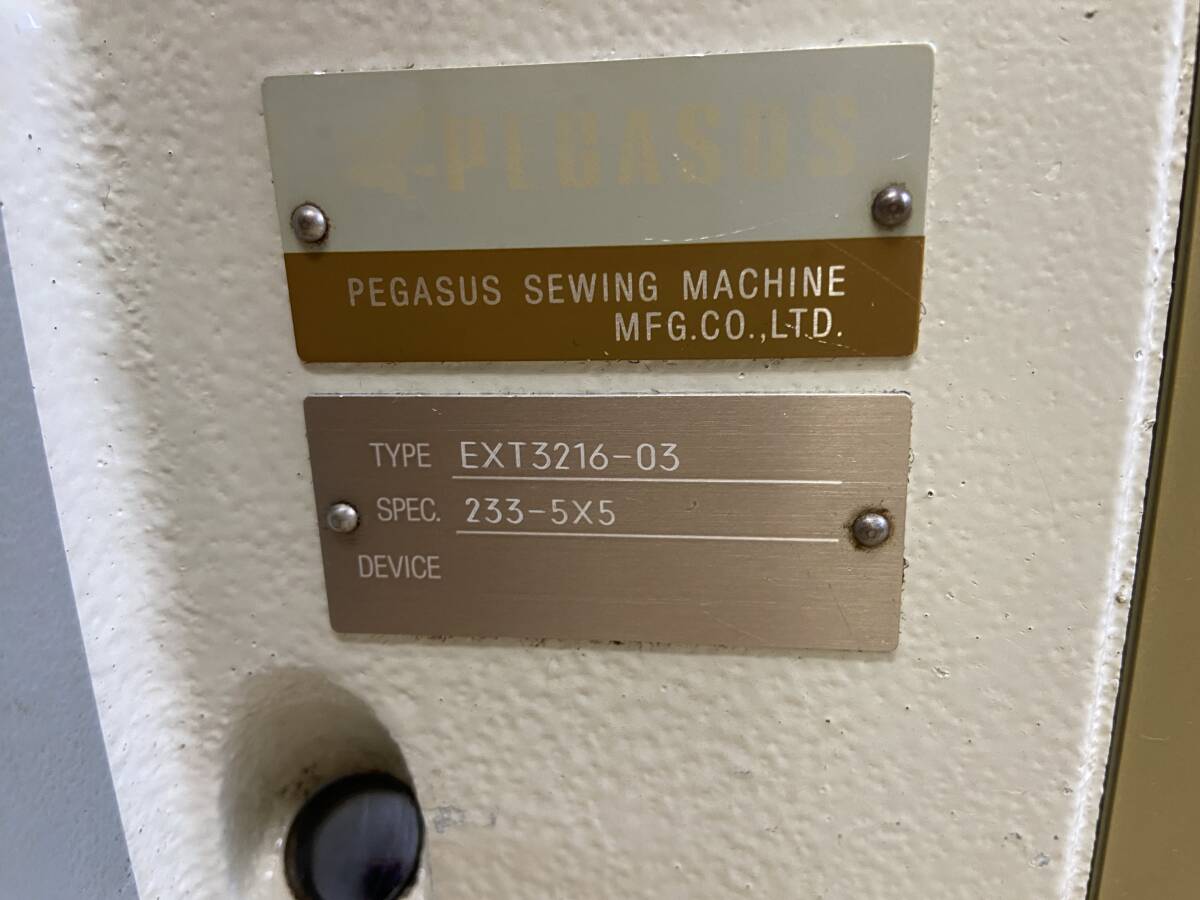 PEGASUS
PEGASUS SEWING MACHINE
MFG.CO.,LTD.
TYPE EXT3216-03
SPEC. 233-5X5
DEVICE